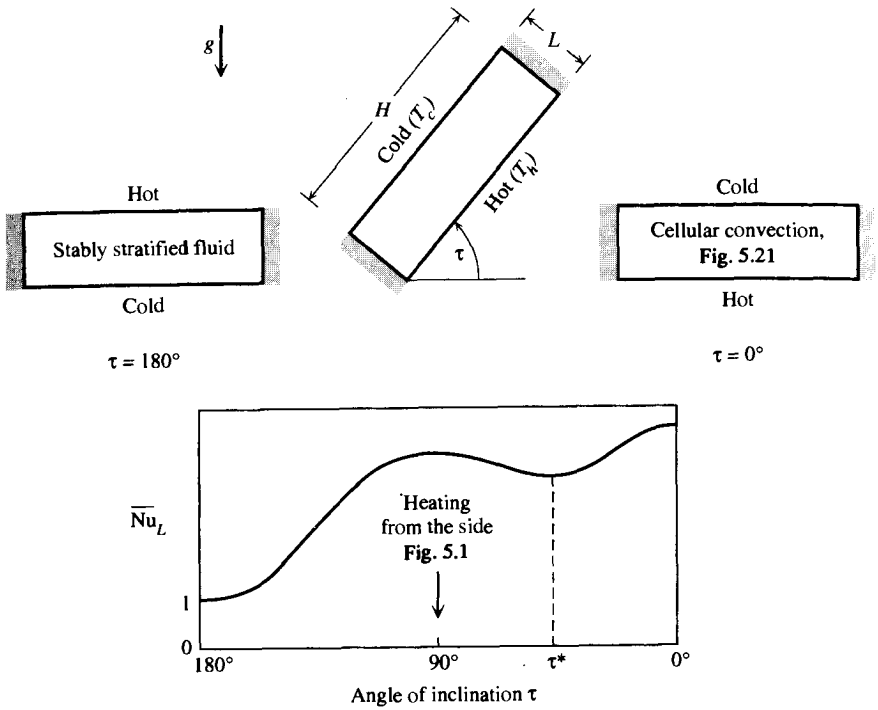 g
L
H
Cold (T_c)
Hot (T_h)
τ
Hot
Stably stratified fluid
Cold
τ = 180°
Cold
Cellular convection,
Fig. 5.21
Hot
τ = 0°
Nu_L
1
0
Heating
from the side
Fig. 5.1
180°
90°
τ*
0°
Angle of inclination τ